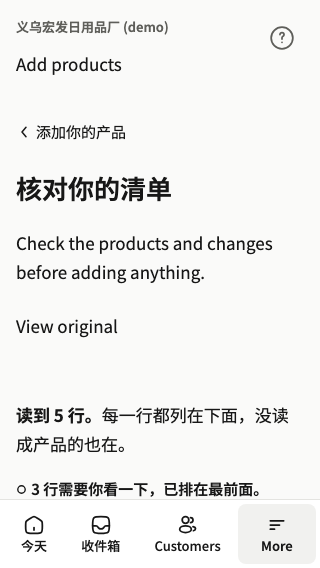 义乌宏发日用品厂 (demo)
Add products
添加你的产品
核对你的清单
Check the products and changes
before adding anything.
View original
读到 5 行。每一行都列在下面，没读
成产品的也在。
3 行需要你看一下，已排在最前面。
今天
收件箱
Customers
More